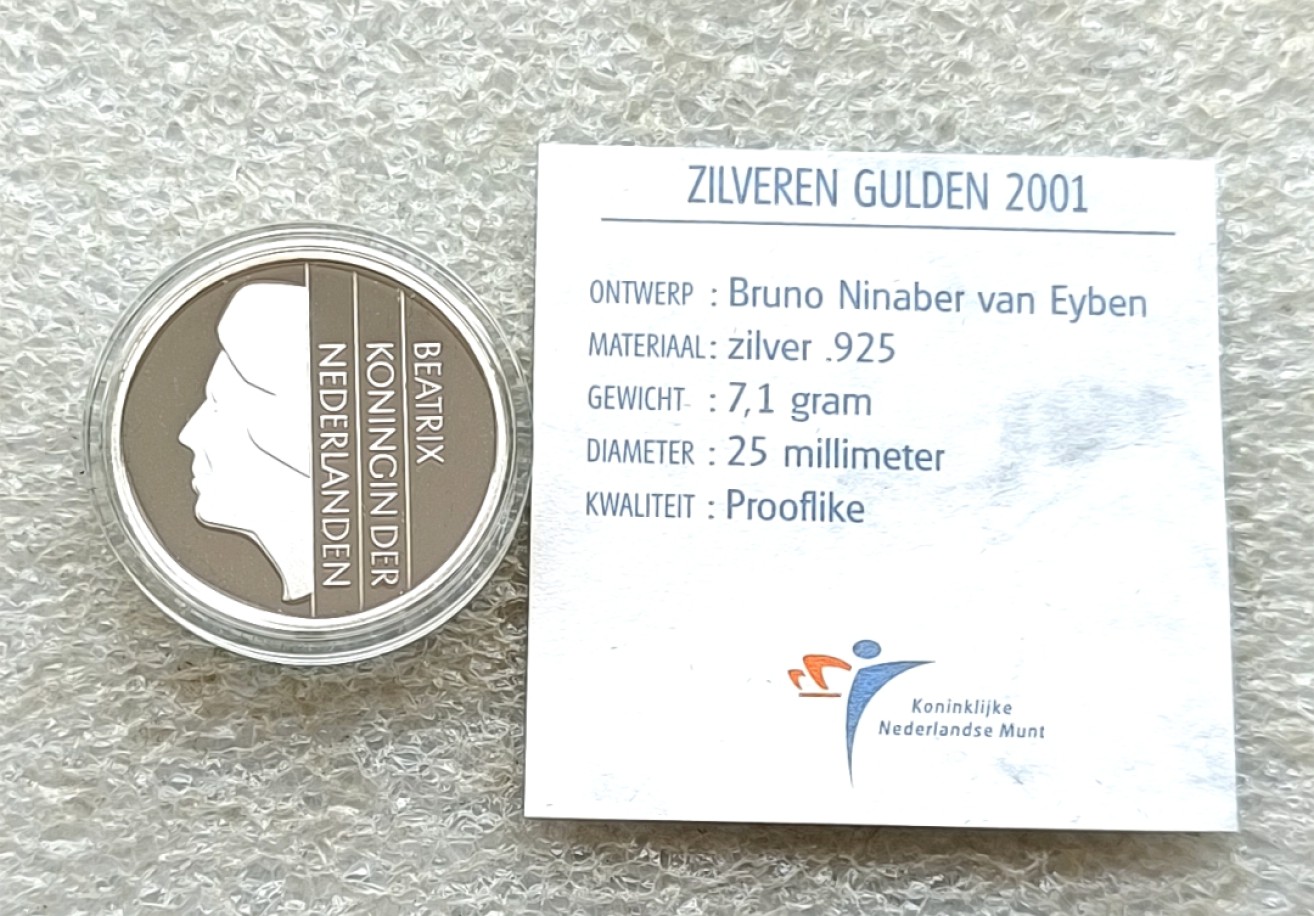 BEATRIX
KONINGIN DER
NEDERLANDEN
ZILVEREN GULDEN 2001
ONTWERP : Bruno Ninaber van Eyben
MATERIAAL : zilver .925
GEWICHT : 7,1 gram
DIAMETER : 25 millimeter
KWALITEIT : Prooflike
Koninklijke
Nederlandse Munt